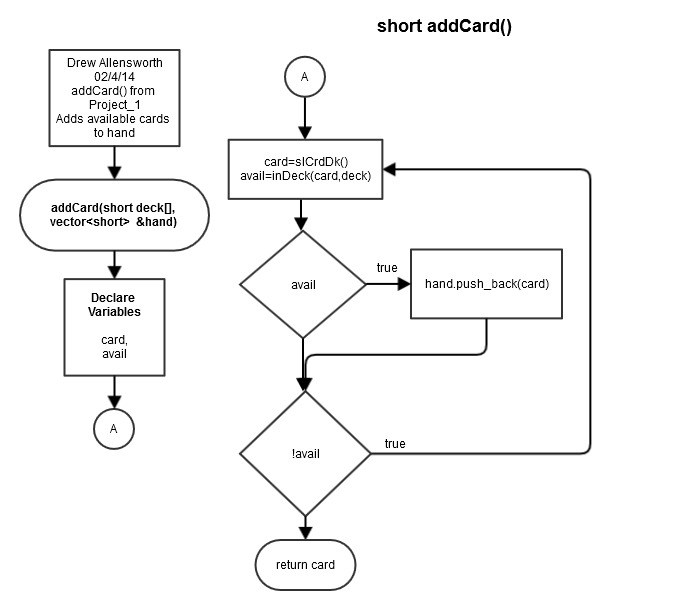 short addCard()
Drew Allensworth
02/4/14
addCard() from
Project_1
Adds available cards
to hand
addCard(short deck[],
vector<short> &hand)
Declare
Variables
card,
avail
A
A
card=slCrdDk()
avail=inDeck(card,deck)
avail
true
hand.push_back(card)
!avail
true
return card